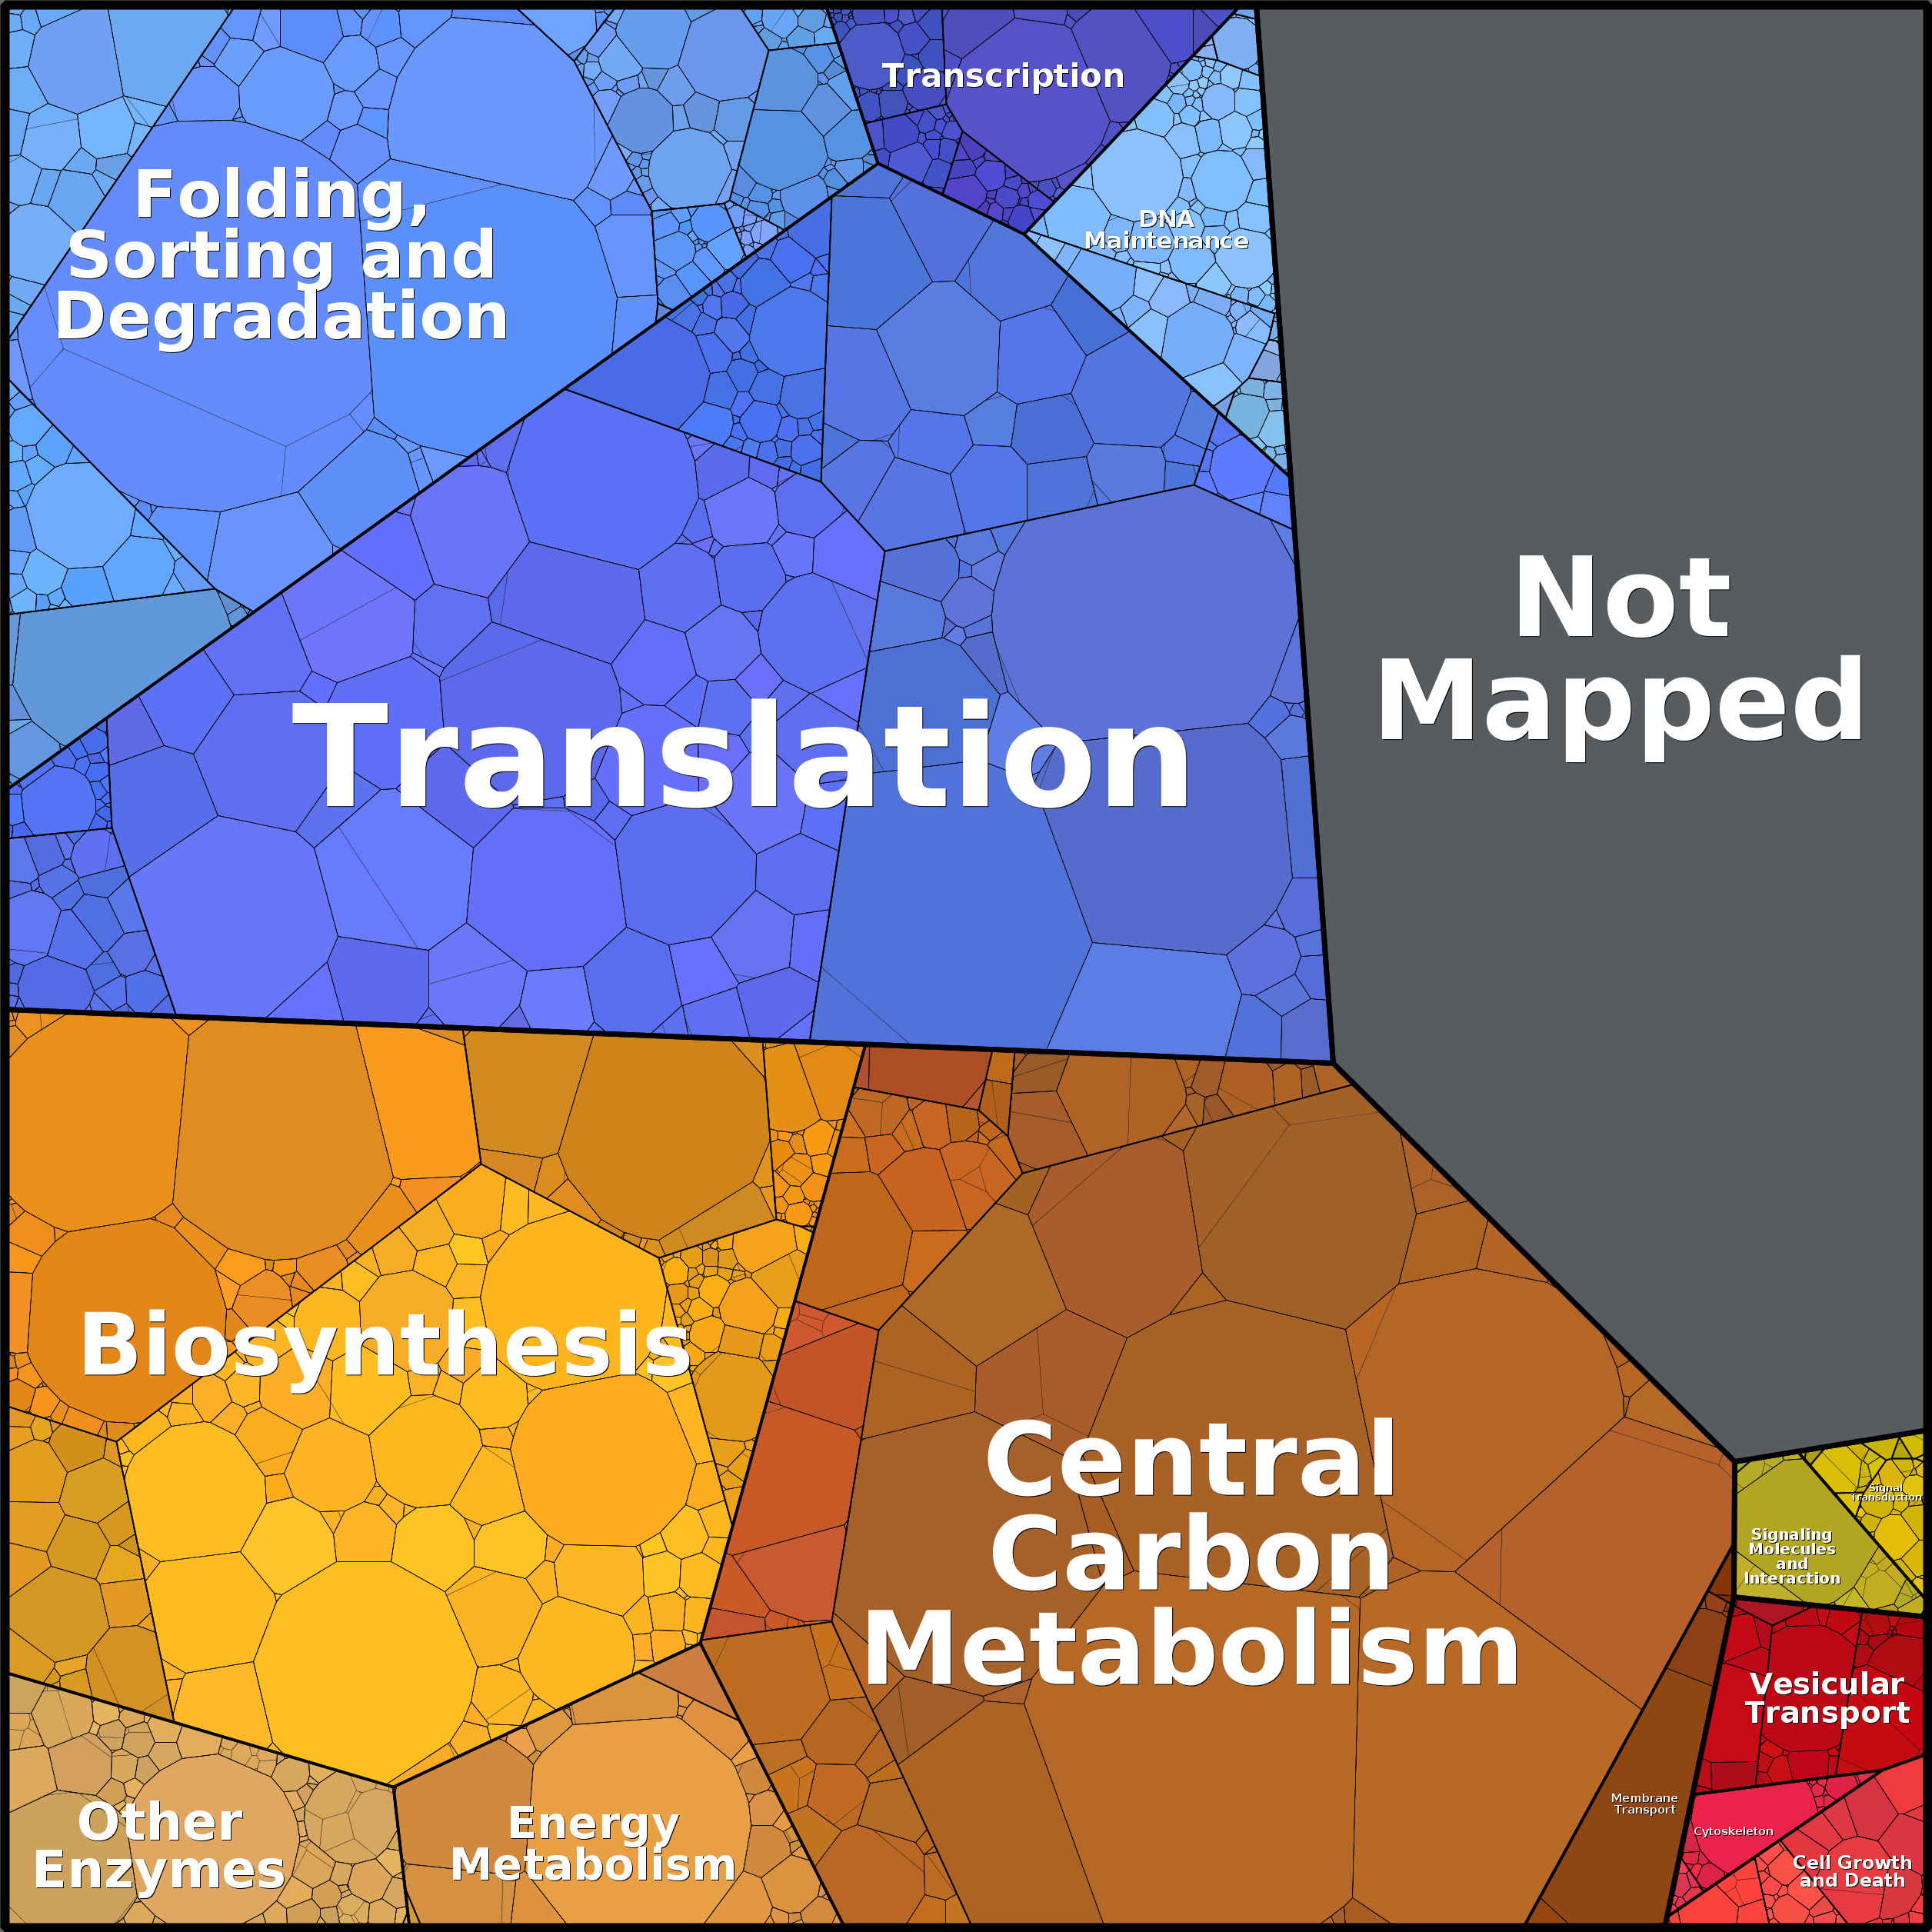 Transcription
Folding,
Sorting and
Degradation
DNA
Maintenance
Not
Mapped
Translation
Biosynthesis
Central
Carbon
Metabolism
Signal
Transduction
Signaling
Molecules
and
Interaction
Vesicular
Transport
Membrane
Transport
Cytoskeleton
Cell Growth
and Death
Other
Enzymes
Energy
Metabolism